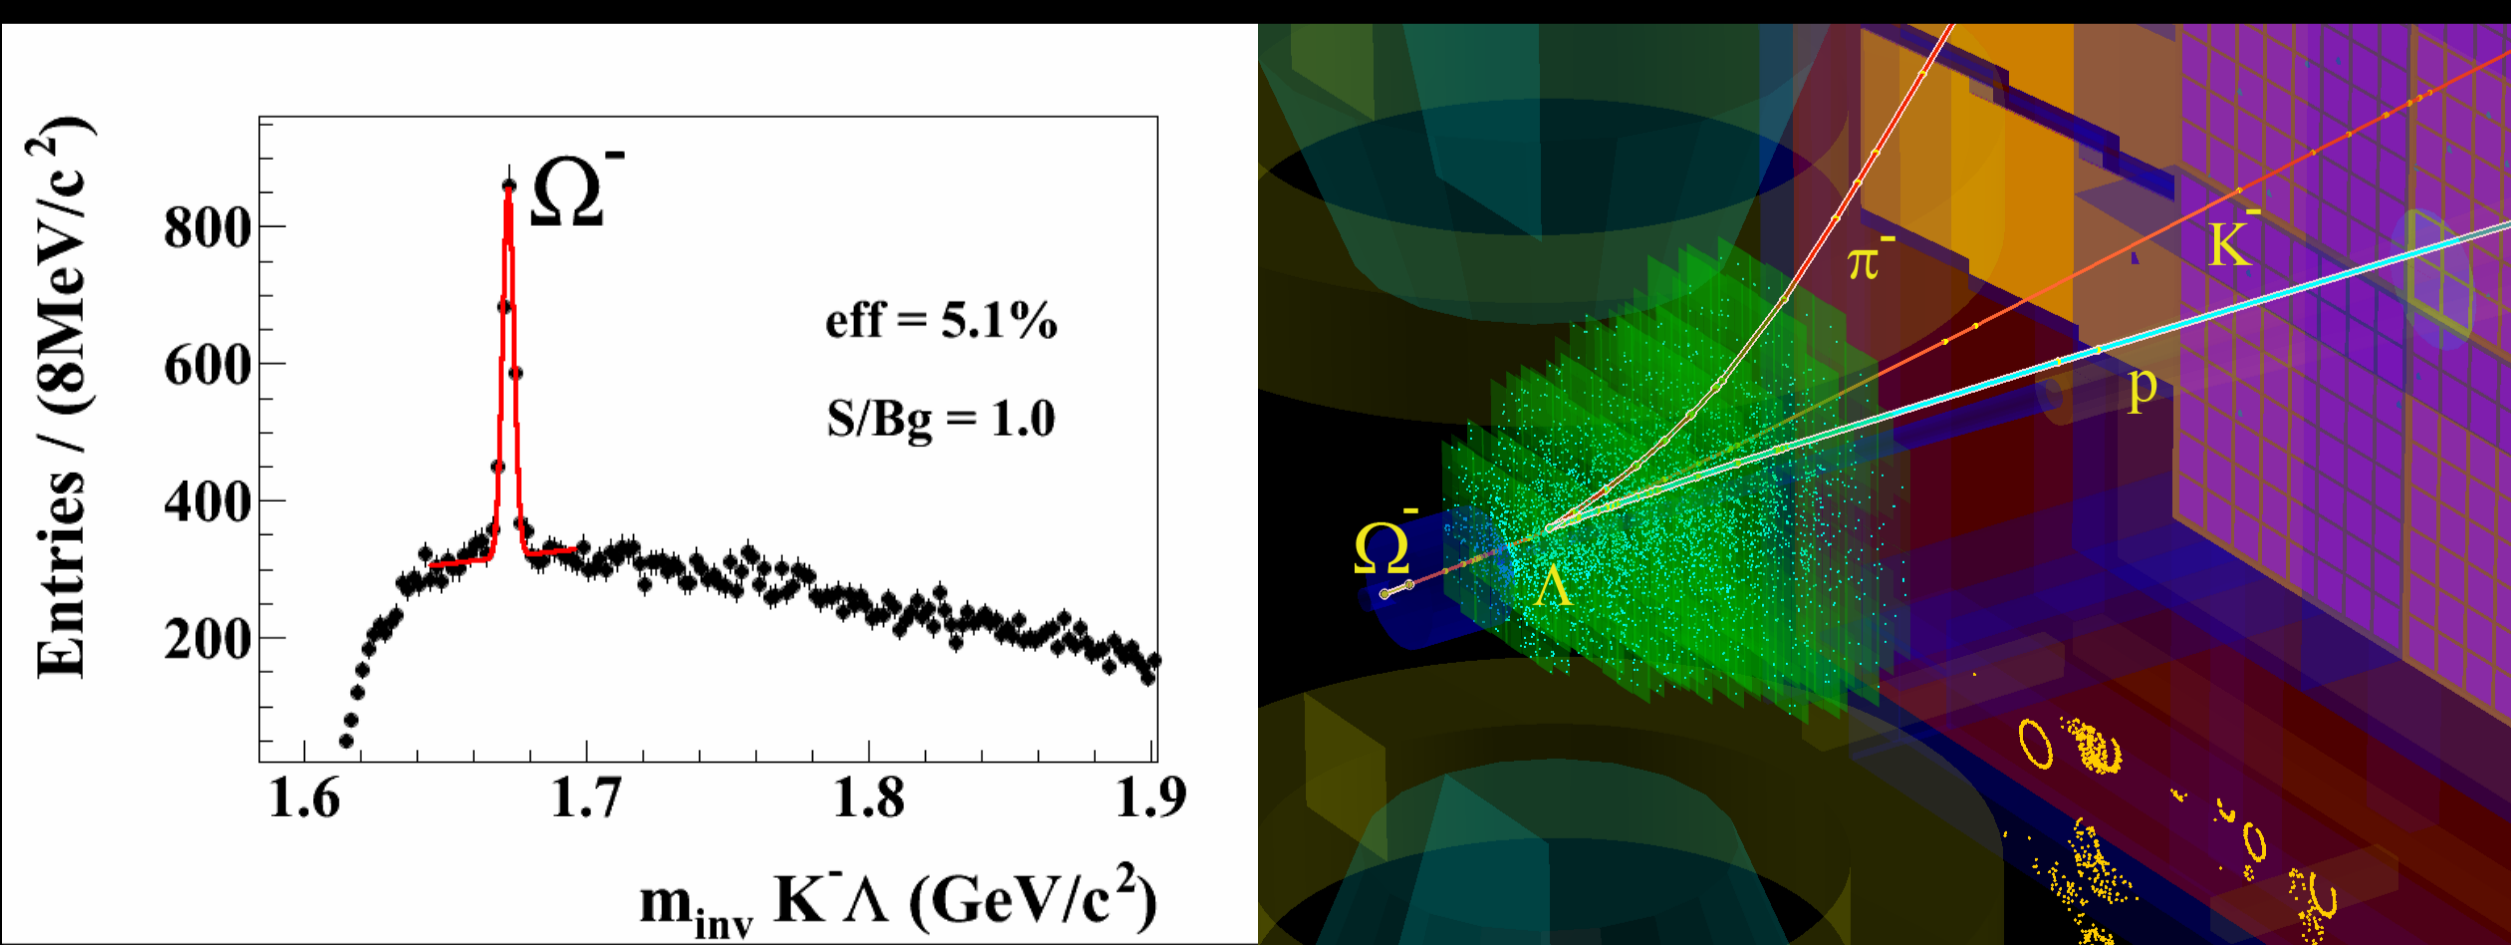 Entries / (8MeV/c²)
800
600
400
200
Ω⁻
eff = 5.1%
S/Bg = 1.0
1.6 1.7 1.8 1.9
m_inv K⁻Λ (GeV/c²)
π⁻
K⁻
p
Ω⁻
Λ